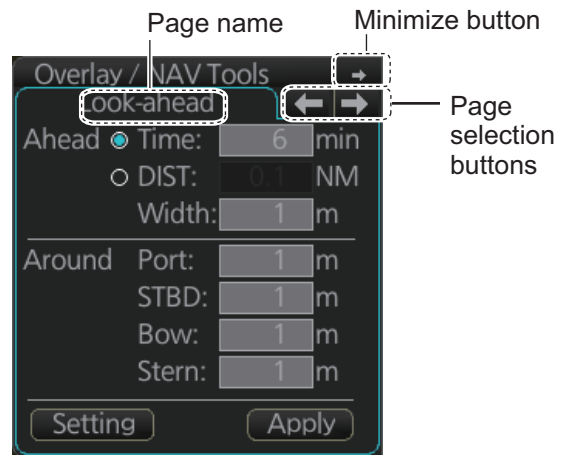 Page name
Minimize button
Overlay / NAV Tools
Look-ahead
Page
selection
buttons
Ahead Time: 6 min
DIST: 0.1 NM
Width: 1 m
Around Port: 1 m
STBD: 1 m
Bow: 1 m
Stern: 1 m
Setting Apply